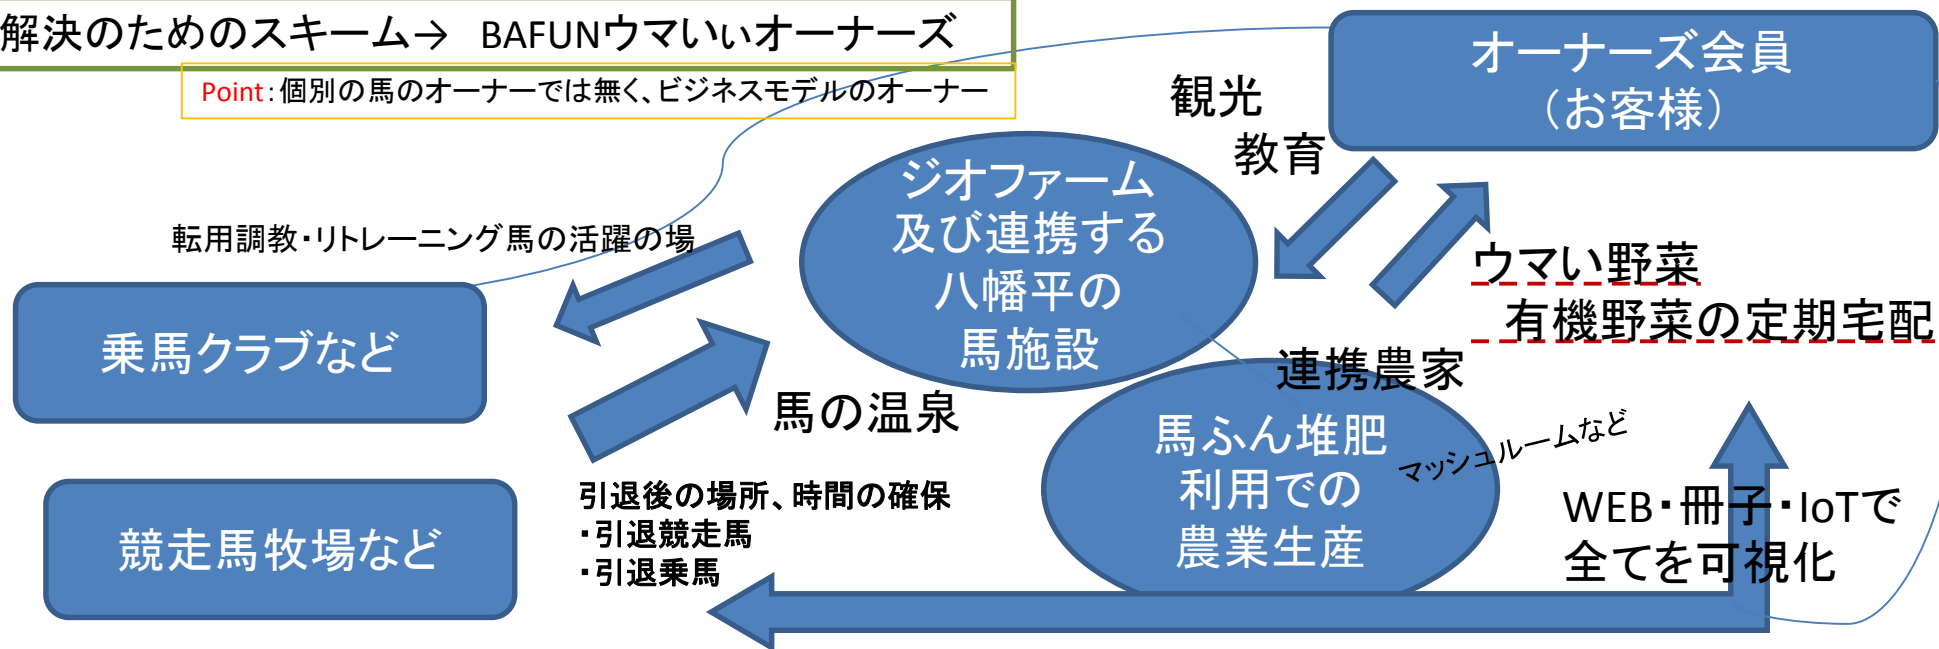 解決のためのスキーム→　BAFUNウマいぃオーナーズ
Point：個別の馬のオーナーでは無く、ビジネスモデルのオーナー
オーナーズ会員
（お客様）
観光
教育
ジオファーム
及び連携する
八幡平の
馬施設
転用調教・リトレーニング馬の活躍の場
ウマい野菜
有機野菜の定期宅配
乗馬クラブなど
連携農家
馬の温泉
馬ふん堆肥
利用での
農業生産
マッシュルームなど
競走馬牧場など
引退後の場所、時間の確保
・引退競走馬
・引退乗馬
WEB・冊子・IoTで
全てを可視化